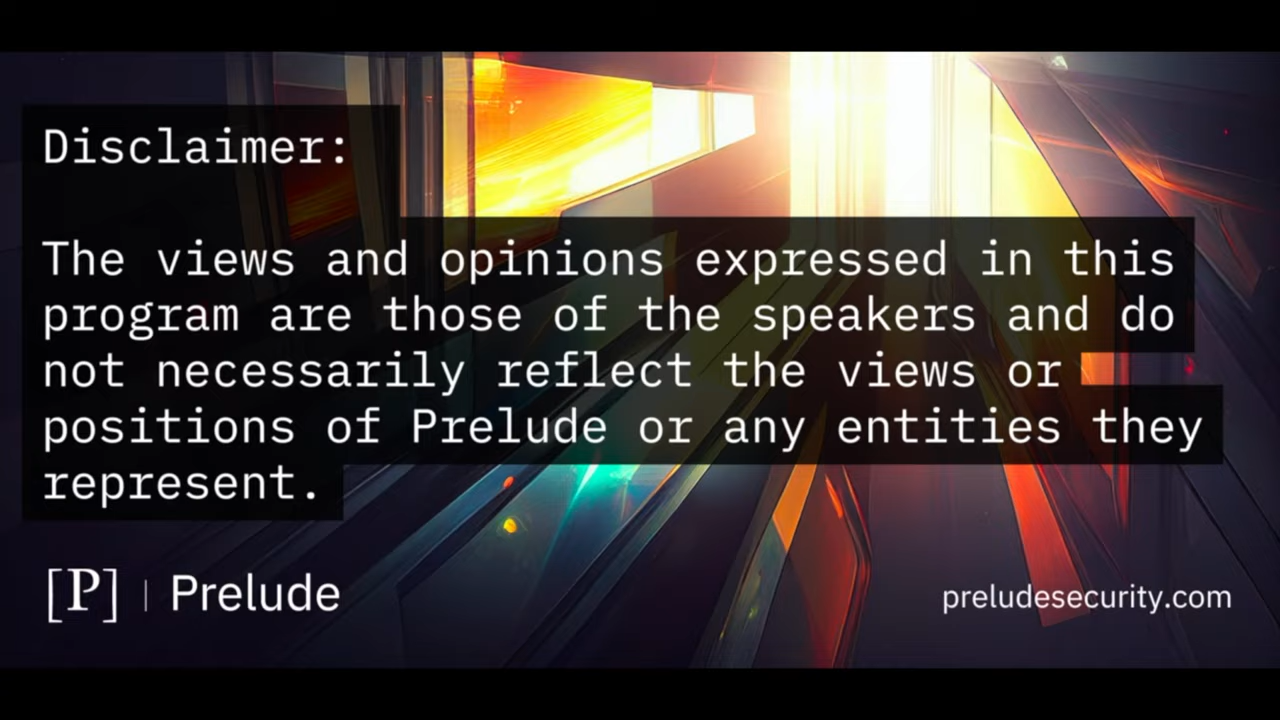 Disclaimer:
The views and opinions expressed in this
program are those of the speakers and do
not necessarily reflect the views or
positions of Prelude or any entities they
represent.
[P] | Prelude
preludesecurity.com